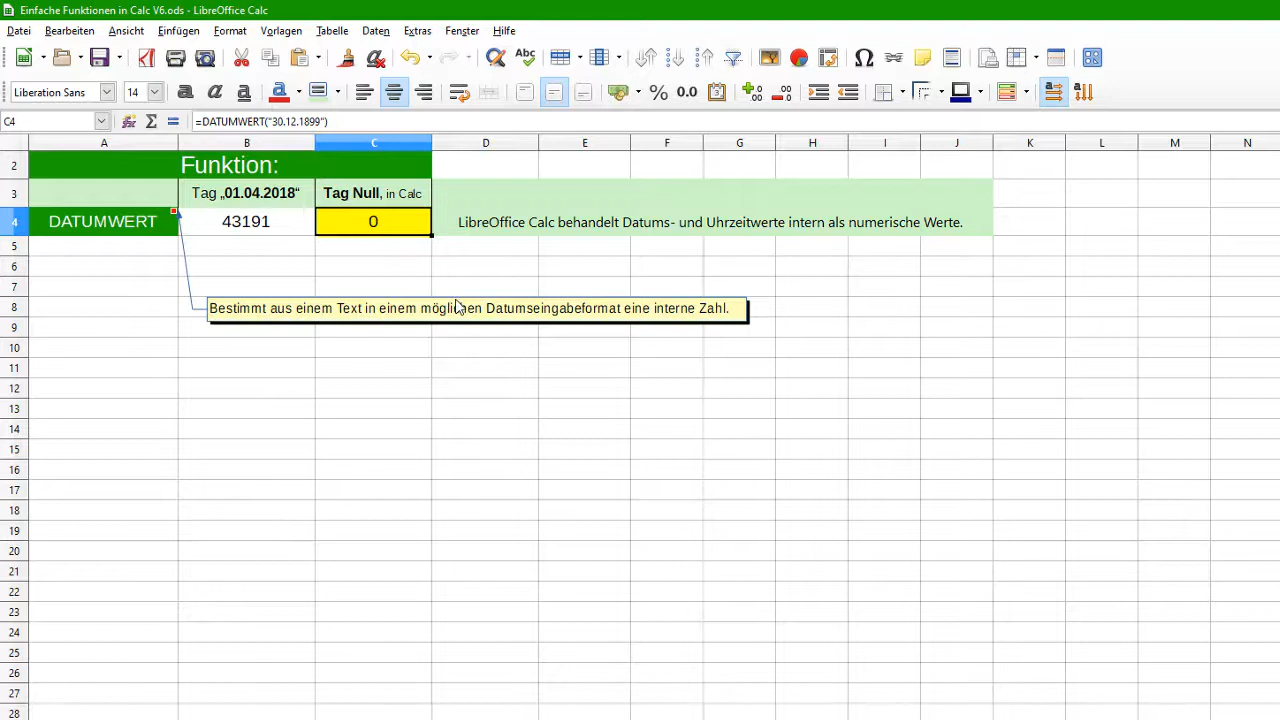 Einfache Funktionen in Calc V6.ods - LibreOffice Calc
Datei Bearbeiten Ansicht Einfügen Format Vorlagen Tabelle Daten Extras Fenster Hilfe
Abc
Liberation Sans 14 a a a a % 0.0
C4 =DATUMWERT("30.12.1899")
A B C D E F G H I J K L M N
2 Funktion:
3 Tag „01.04.2018“ Tag Null, in Calc
4 DATUMWERT 43191 0 LibreOffice Calc behandelt Datums- und Uhrzeitwerte intern als numerische Werte.
5
6
7
8 Bestimmt aus einem Text in einem möglichen Datumseingabeformat eine interne Zahl.
9
10
11
12
13
14
15
16
17
18
19
20
21
22
23
24
25
26
27
28